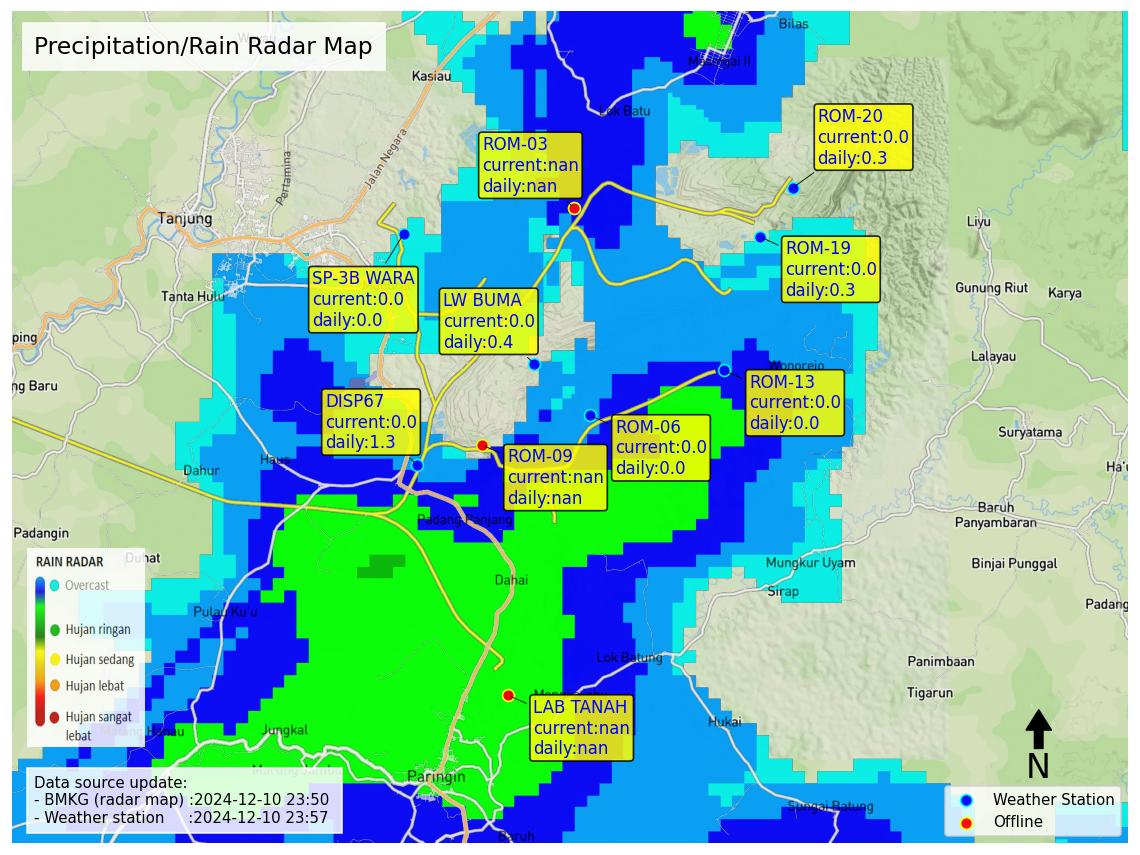 Precipitation/Rain Radar Map
Bilas
Masingai II
Kasiau
Lok Batu
Jalan Negara
Pertamina
ROM-20
current:0.0
daily:0.3
ROM-03
current:nan
daily:nan
Tanjung
Liyu
ROM-19
current:0.0
daily:0.3
SP-3B WARA
current:0.0
daily:0.0
Tanta Hulu
LW BUMA
current:0.0
daily:0.4
Gunung Riut
Karya
ping
Lalayau
Wonorejo
ng Baru
ROM-13
current:0.0
daily:0.0
DISP67
current:0.0
daily:1.3
ROM-06
current:0.0
daily:0.0
Suryatama
Haus
Dahur
ROM-09
current:nan
daily:nan
Ha'u
Baruh
Panyambaran
Padang Panjang
Padangin
Mungkur Uyam
Binjai Punggal
Duhat
Dahai
Sirap
Padang
Pulau Ku'u
RAIN RADAR
Overcast
Hujan ringan
Hujan sedang
Hujan lebat
Hujan sangat
lebat
Lok Batung
Panimbaan
Tigarun
LAB TANAH
current:nan
daily:nan
Hukai
Jungkal
Paringin
N
Data source update:
- BMKG (radar map) :2024-12-10 23:50
- Weather station :2024-12-10 23:57
Weather Station
Offline
Sungai Batung
Baruh